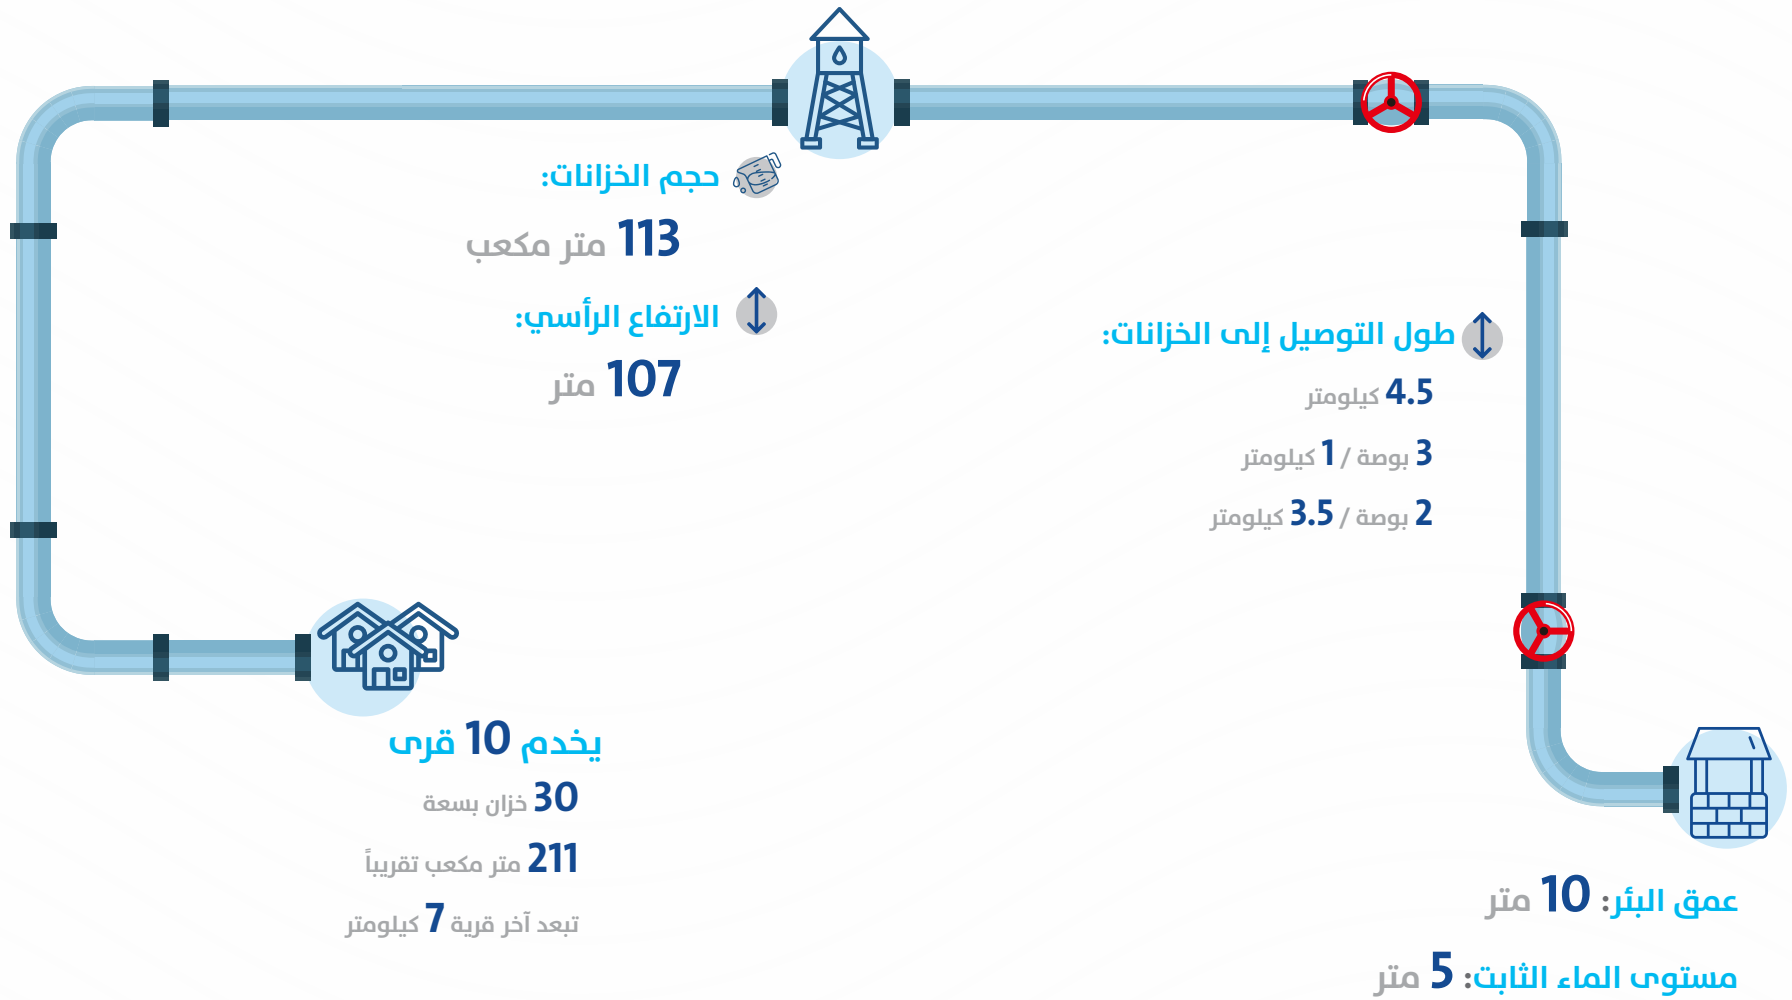 حجم الخزانات:
113 متر مكعب
الارتفاع الرأسي:
107 متر
طول التوصيل إلى الخزانات:
4.5 كيلومتر
3 بوصة / 1 كيلومتر
2 بوصة / 3.5 كيلومتر
يخدم 10 قرى
30 خزان بسعة
211 متر مكعب تقريباً
تبعد آخر قرية 7 كيلومتر
عمق البئر: 10 متر
مستوى الماء الثابت: 5 متر